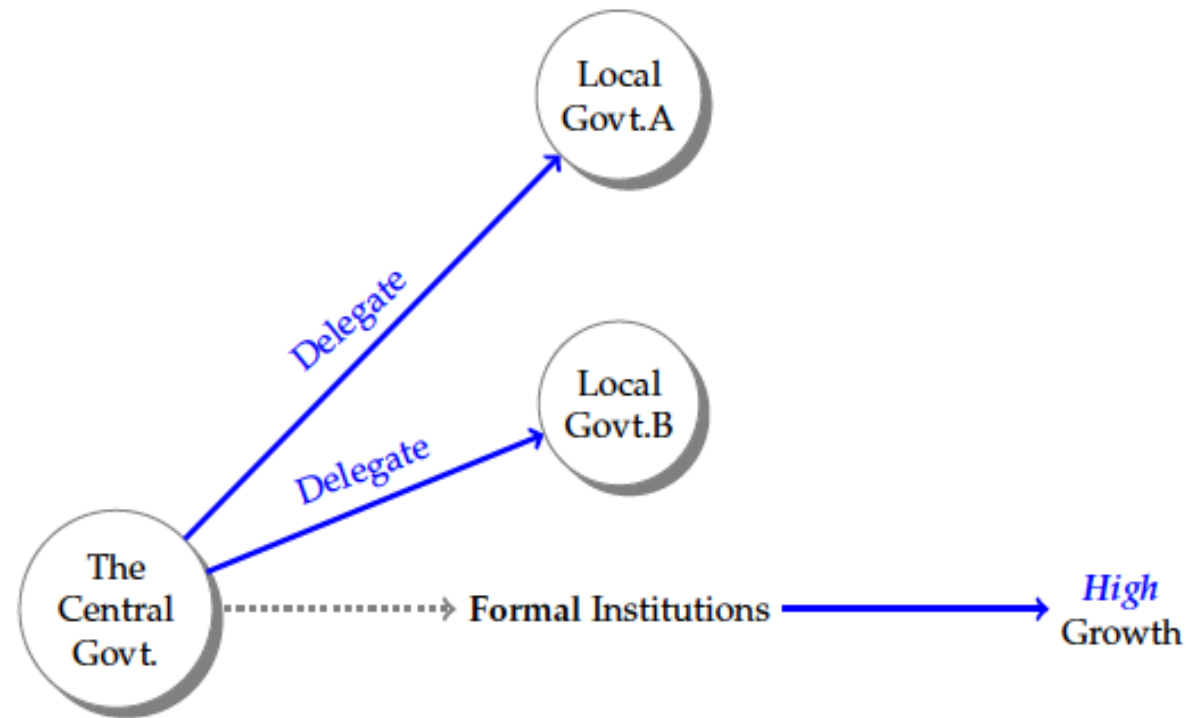 Local
Govt.A
Delegate
Local
Govt.B
Delegate
The
Central
Govt.
Formal Institutions
High
Growth